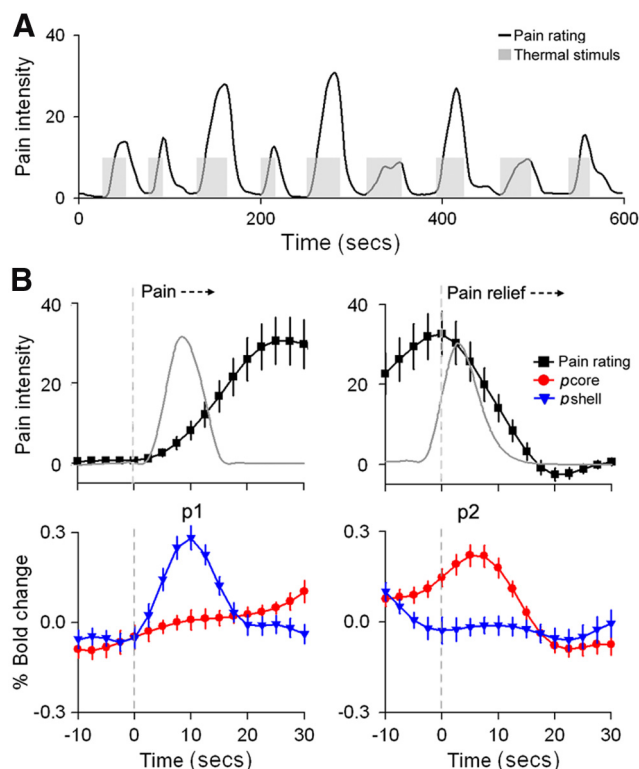 A
40
20
0
Pain intensity
Pain rating
Thermal stimuls
0
200
400
600
Time (secs)
B
Pain
Pain relief
40
20
0
Pain intensity
40
20
0
Pain rating
pcore
pshell
p1
p2
0.3
0.0
-0.3
% Bold change
0.3
0.0
-0.3
-10
0
10
20
30
Time (secs)
-10
0
10
20
30
Time (secs)